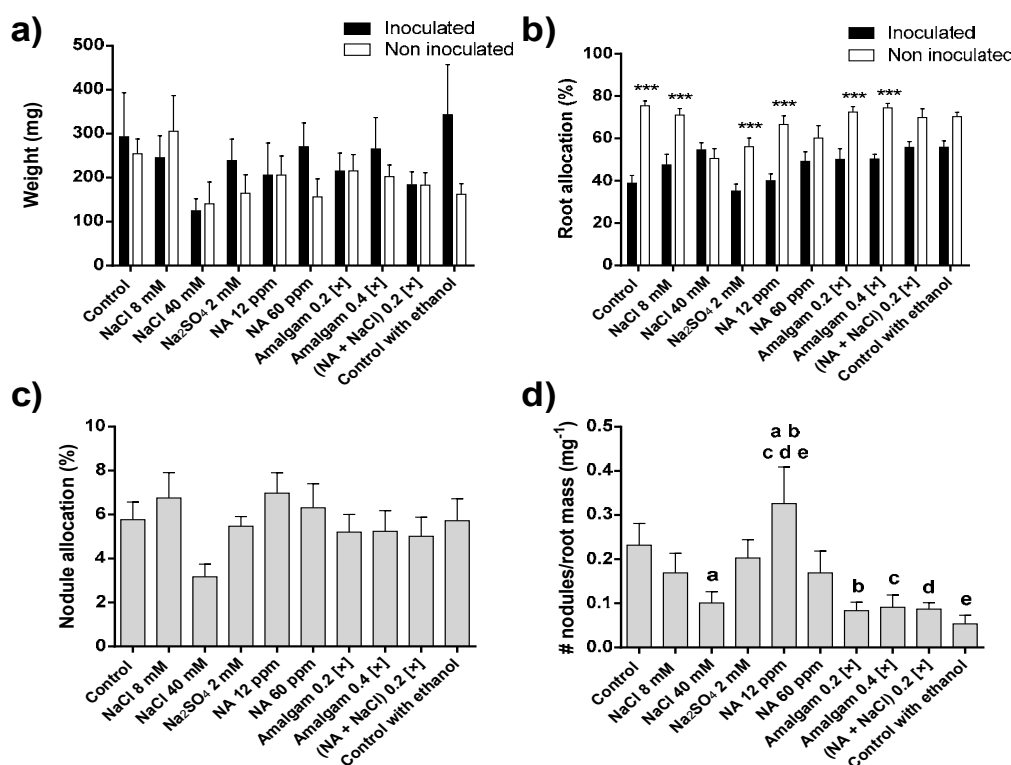 a)
Inoculated
Non inoculated
Weight (mg)
500
400
300
200
100
0
Control
NaCl 8 mM
NaCl 40 mM
Na₂SO₄ 2 mM
NA 12 ppm
NA 60 ppm
Amalgam 0.2 [×]
Amalgam 0.4 [×]
(NA + NaCl) 0.2 [×]
Control with ethanol
b)
Inoculated
Non inoculated
Root allocation (%)
100
80
60
40
20
0
***
***
***
***
***
***
Control
NaCl 8 mM
NaCl 40 mM
Na₂SO₄ 2 mM
NA 12 ppm
NA 60 ppm
Amalgam 0.2 [×]
Amalgam 0.4 [×]
(NA + NaCl) 0.2 [×]
Control with ethanol
c)
Nodule allocation (%)
10
8
6
4
2
0
Control
NaCl 8 mM
NaCl 40 mM
Na₂SO₄ 2 mM
NA 12 ppm
NA 60 ppm
Amalgam 0.2 [×]
Amalgam 0.4 [×]
(NA + NaCl) 0.2 [×]
Control with ethanol
d)
# nodules/root mass (mg⁻¹)
0.5
0.4
0.3
0.2
0.1
0.0
a b
c d e
a
b
c
d
e
Control
NaCl 8 mM
NaCl 40 mM
Na₂SO₄ 2 mM
NA 12 ppm
NA 60 ppm
Amalgam 0.2 [×]
Amalgam 0.4 [×]
(NA + NaCl) 0.2 [×]
Control with ethanol